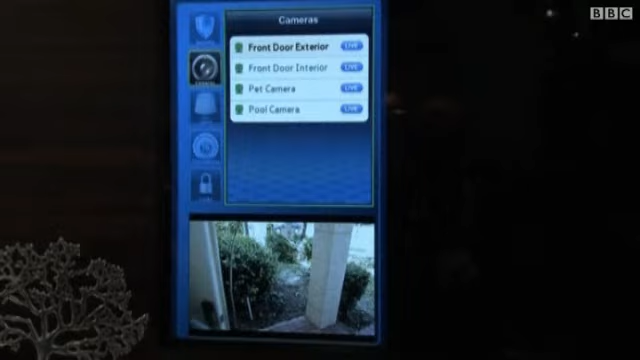 BBC
Cameras
Front Door Exterior LIVE
Front Door Interior LIVE
Pet Camera LIVE
Pool Camera LIVE